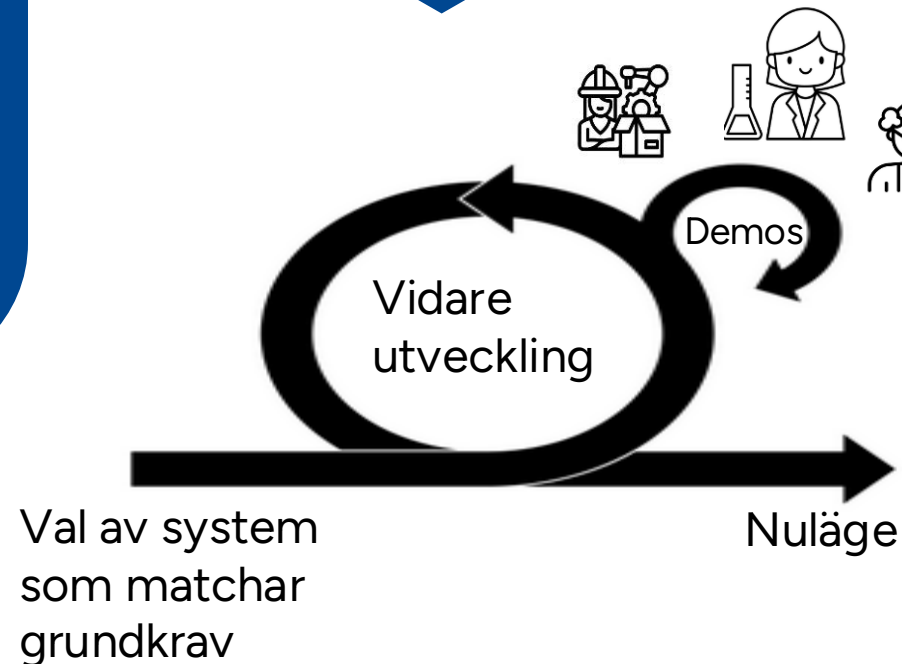 Demos
Vidare
utveckling
Val av system
som matchar
grundkrav
Nuläge